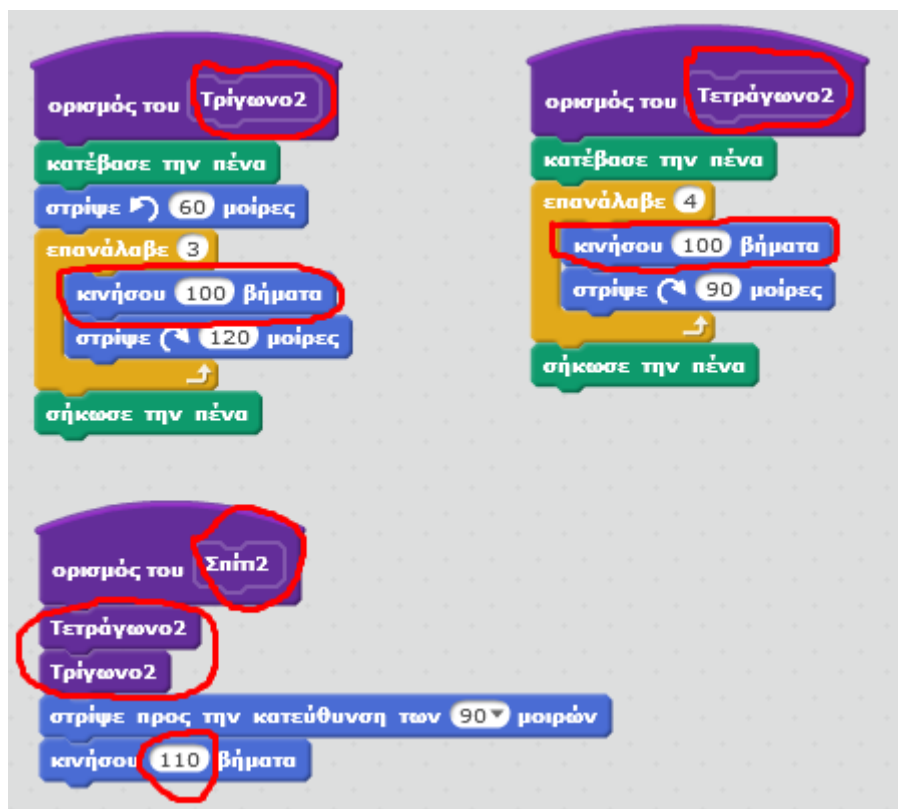 ορισμός του Τρίγωνο2
κατέβασε την πένα
στρίψε 60 μοίρες
επανάλαβε 3
κινήσου 100 βήματα
στρίψε 120 μοίρες
σήκωσε την πένα
ορισμός του Τετράγωνο2
κατέβασε την πένα
επανάλαβε 4
κινήσου 100 βήματα
στρίψε 90 μοίρες
σήκωσε την πένα
ορισμός του Σπίτι2
Τετράγωνο2
Τρίγωνο2
στρίψε προς την κατεύθυνση των 90 μοιρών
κινήσου 110 βήματα